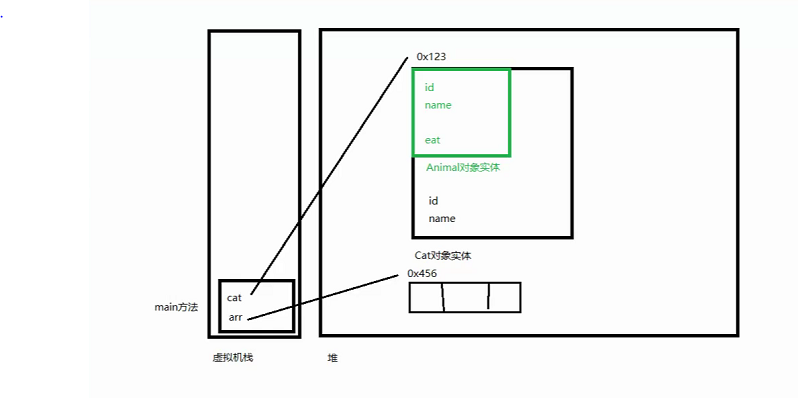 0x123
id
name
eat
Animal对象实体
id
name
Cat对象实体
0x456
cat
arr
main方法
虚拟机栈
堆